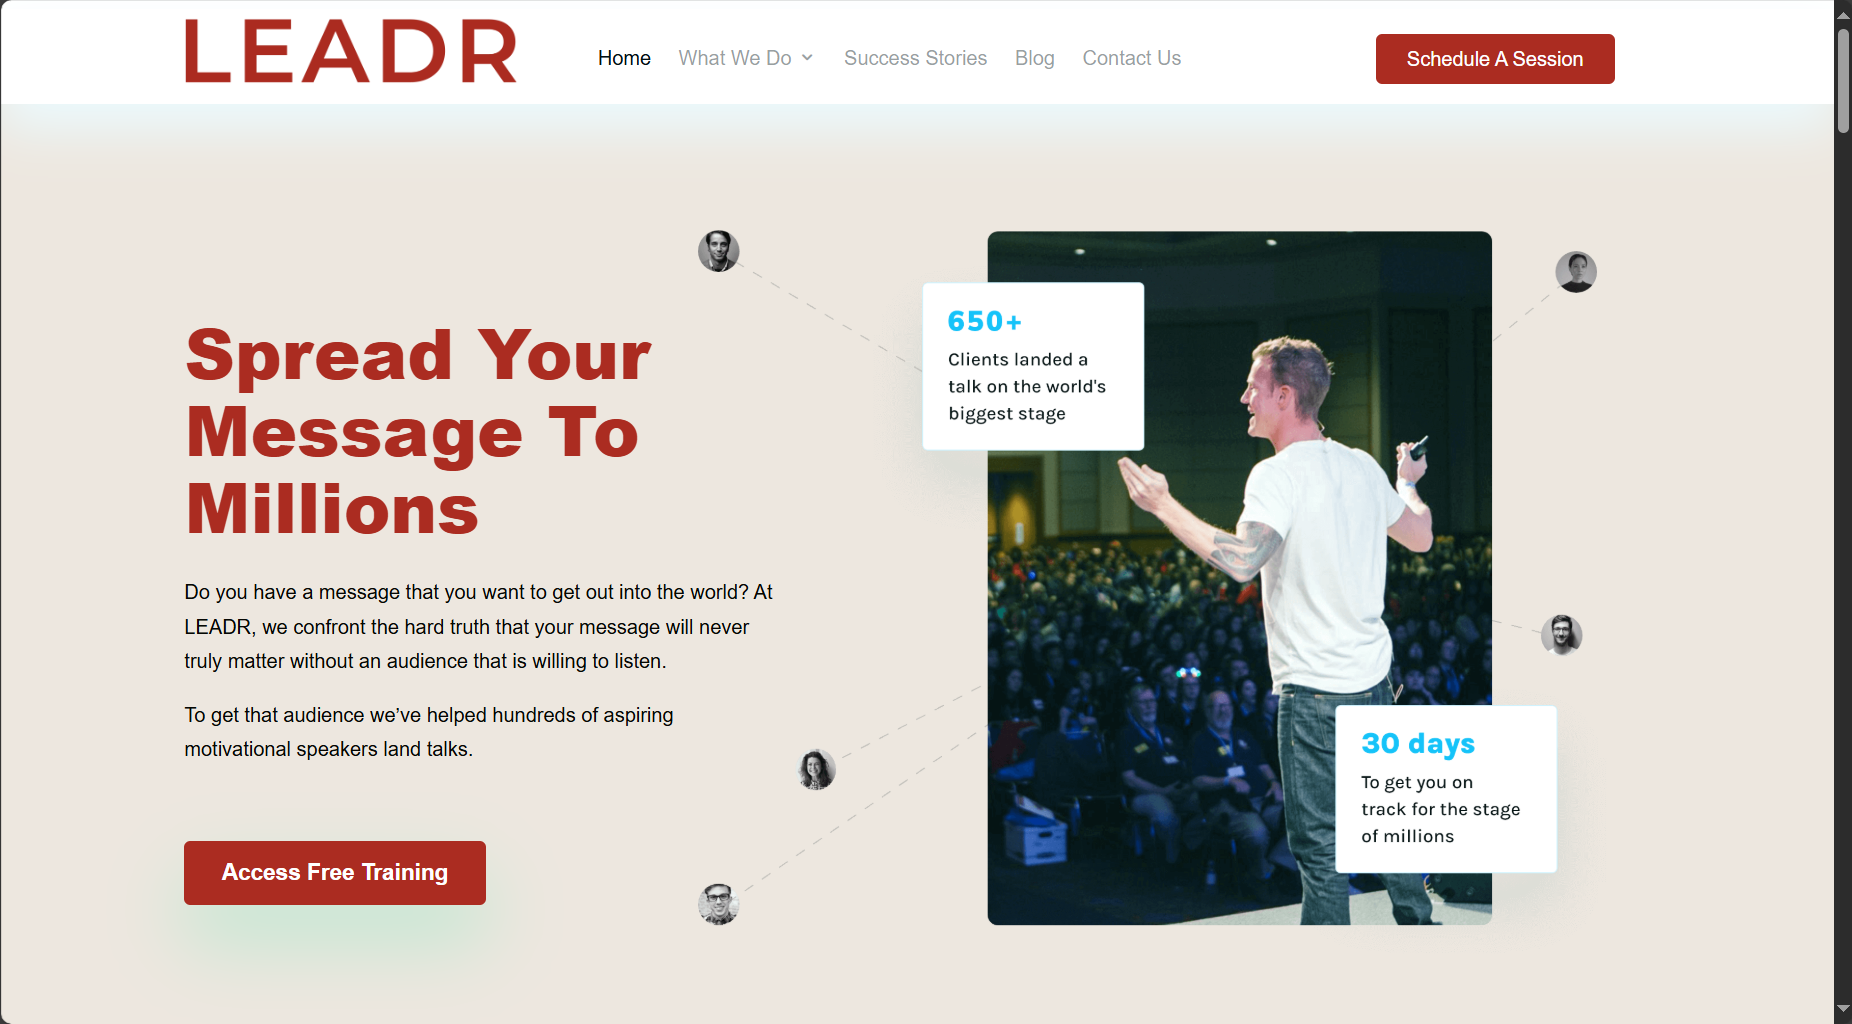 LEADR
Home
What We Do
Success Stories
Blog
Contact Us
Schedule A Session
Spread Your
Message To
Millions
Do you have a message that you want to get out into the world? At
LEADR, we confront the hard truth that your message will never
truly matter without an audience that is willing to listen.
To get that audience we’ve helped hundreds of aspiring
motivational speakers land talks.
Access Free Training
650+
Clients landed a
talk on the world's
biggest stage
30 days
To get you on
track for the stage
of millions